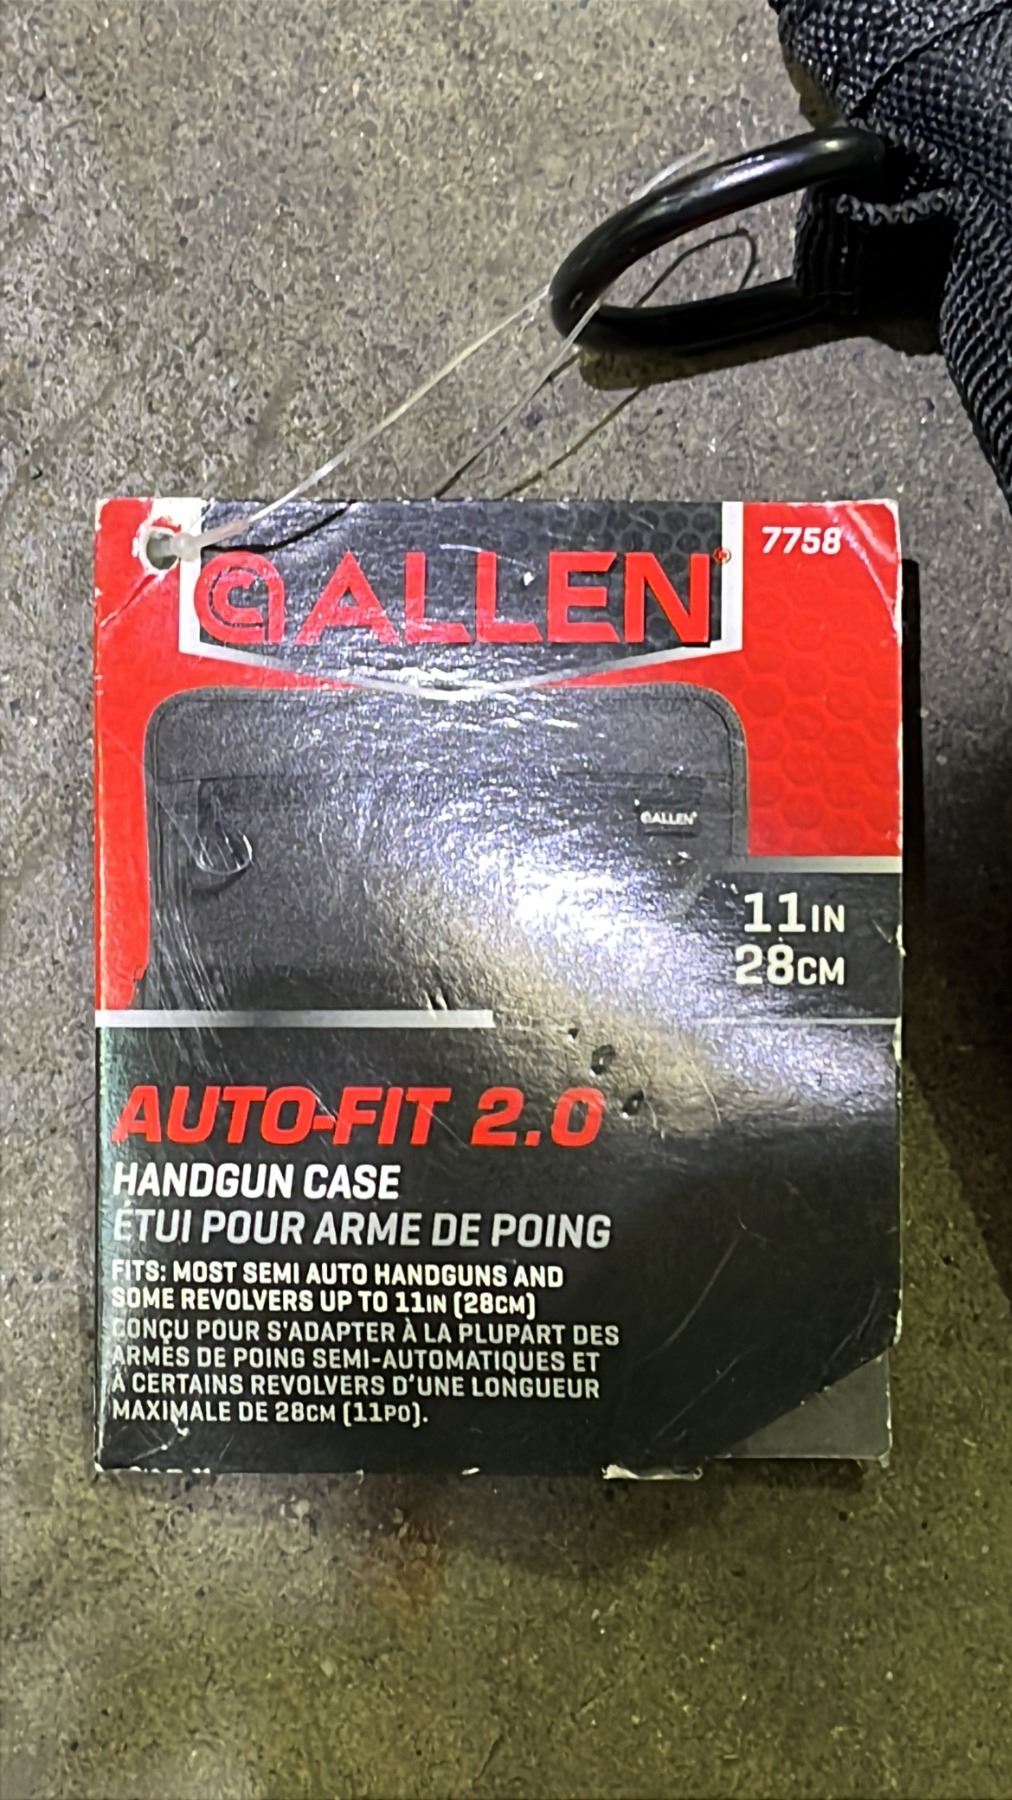 ALLEN®
7758
ALLEN®
11IN
28CM
AUTO-FIT 2.0
HANDGUN CASE
ÉTUI POUR ARME DE POING
FITS: MOST SEMI AUTO HANDGUNS AND
SOME REVOLVERS UP TO 11IN (28CM)
CONÇU POUR S'ADAPTER À LA PLUPART DES
ARMES DE POING SEMI-AUTOMATIQUES ET
À CERTAINS REVOLVERS D'UNE LONGUEUR
MAXIMALE DE 28CM (11PO).